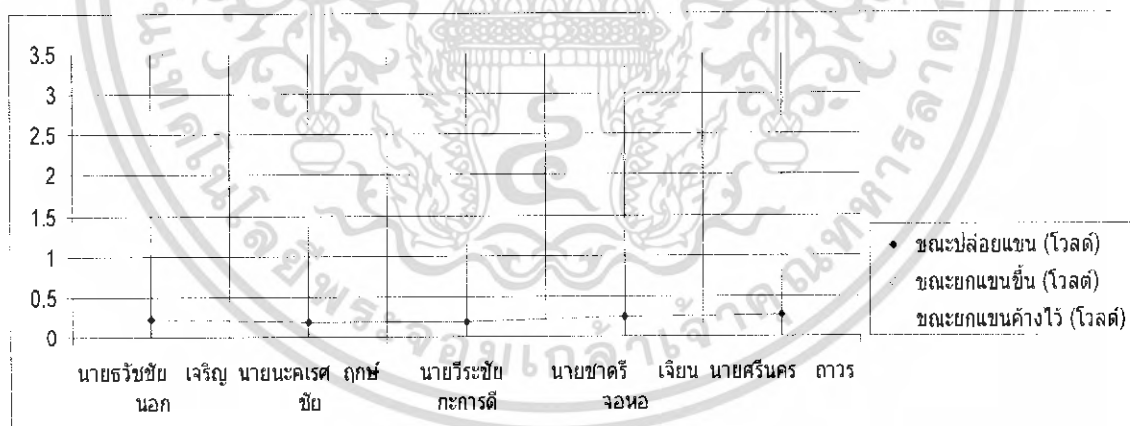 3.5
3
2.5
2
1.5
1
0.5
0
นายธวัชชัย เจริญนอก
นายนะคเรศ ฤกษ์ชัย
นายวีระชัย กะการดี
นายชาตรี เจียนจอหอ
นายศรีนคร ถาวร
ขณะปล่อยแขน (โวลต์)
ขณะยกแขนขึ้น (โวลต์)
ขณะยกแขนค้างไว้ (โวลต์)